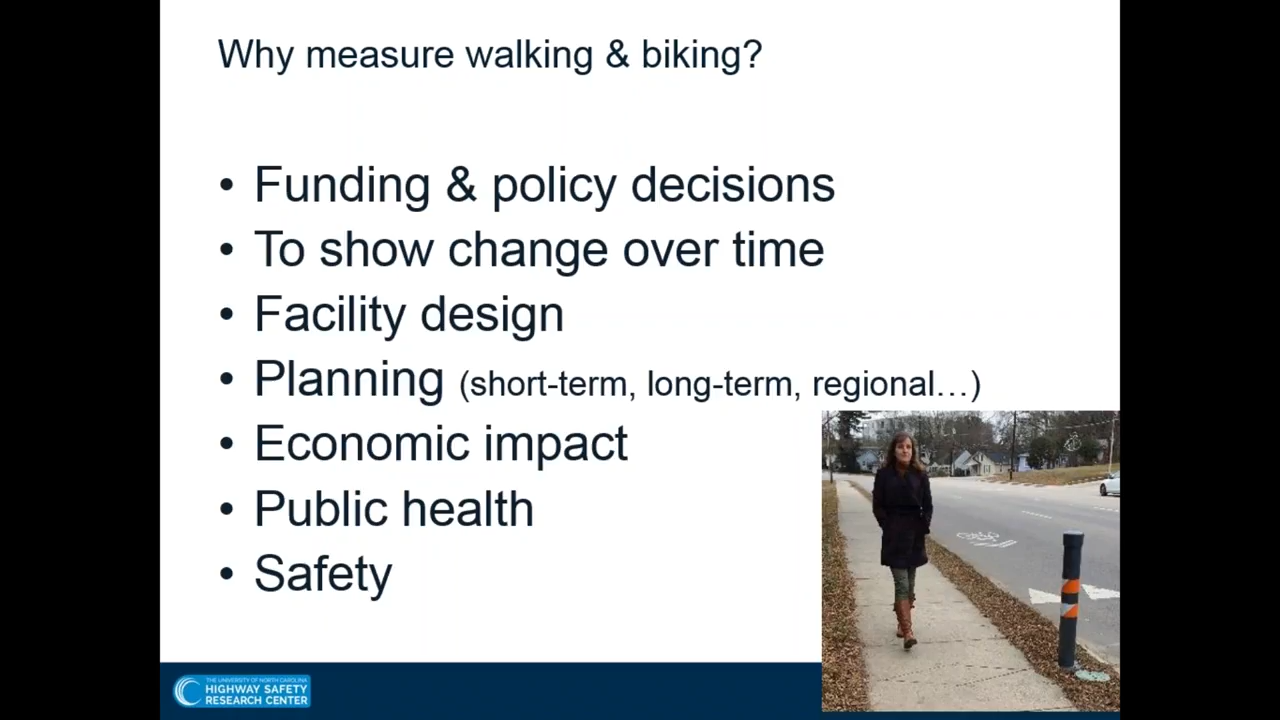 Why measure walking & biking?
• Funding & policy decisions
• To show change over time
• Facility design
• Planning (short-term, long-term, regional…)
• Economic impact
• Public health
• Safety
THE UNIVERSITY OF NORTH CAROLINA
HIGHWAY SAFETY
RESEARCH CENTER